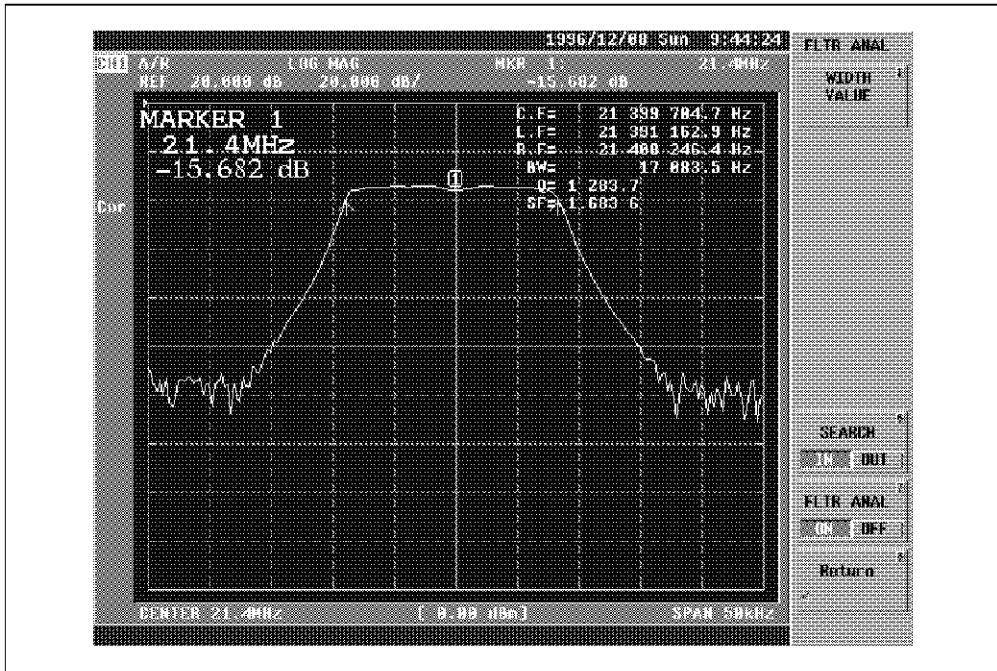 1996/12/08 Sun 9:44:24
CH1 A/R LOG MAG MKR 1: 21.4MHz
REF 20.000 dB 20.000 dB/ -15.682 dB
MARKER 1
21.4MHz
-15.682 dB
C.F= 21 399 704.7 Hz
L.F= 21 391 162.9 Hz
R.F= 21 408 246.4 Hz
BW= 17 083.5 Hz
Q= 1 283.7
SF= 1.683 6
1
Cor
CENTER 21.4MHz [ 0.00 dBm] SPAN 50kHz
FLTR ANAL
WIDTH
VALUE
SEARCH
IN OUT
FLTR ANAL
ON OFF
Return